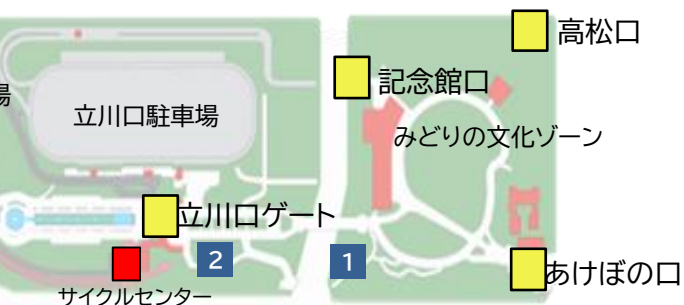 高松口
記念館口
場
立川口駐車場
みどりの文化ゾーン
立川口ゲート
2
1
あけぼの口
サイクルセンター